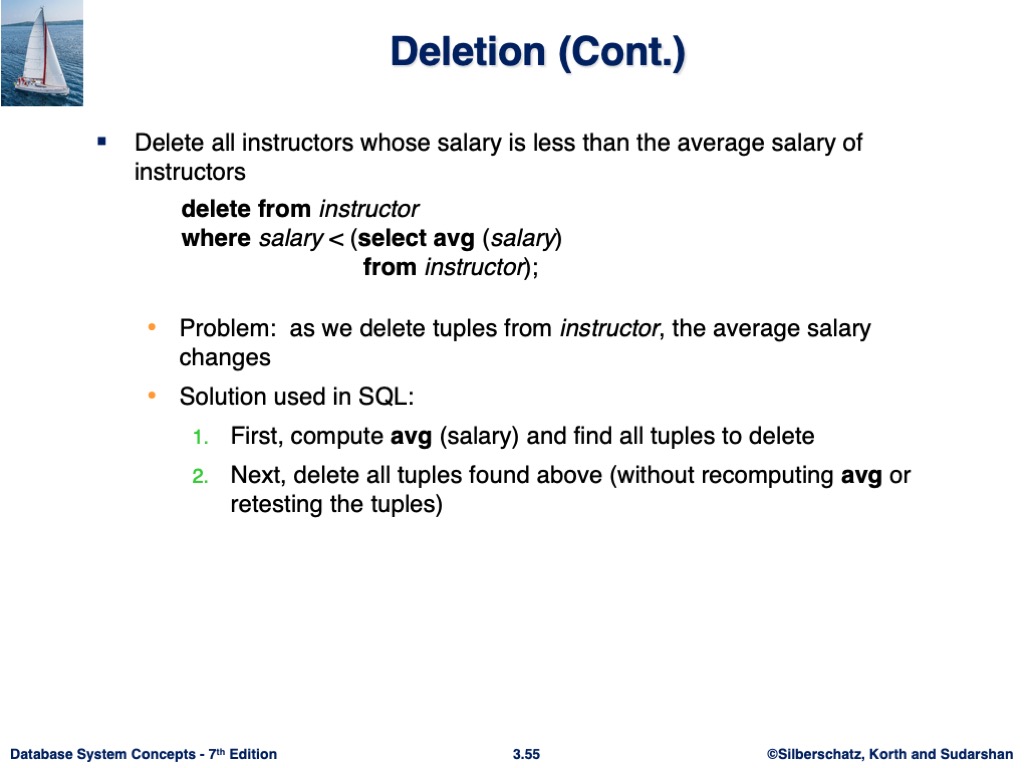 Deletion (Cont.)
▪ Delete all instructors whose salary is less than the average salary of
instructors
delete from instructor
where salary < (select avg (salary)
from instructor);
• Problem:  as we delete tuples from instructor, the average salary
changes
• Solution used in SQL:
1. First, compute avg (salary) and find all tuples to delete
2. Next, delete all tuples found above (without recomputing avg or
retesting the tuples)
Database System Concepts - 7th Edition
3.55
©Silberschatz, Korth and Sudarshan